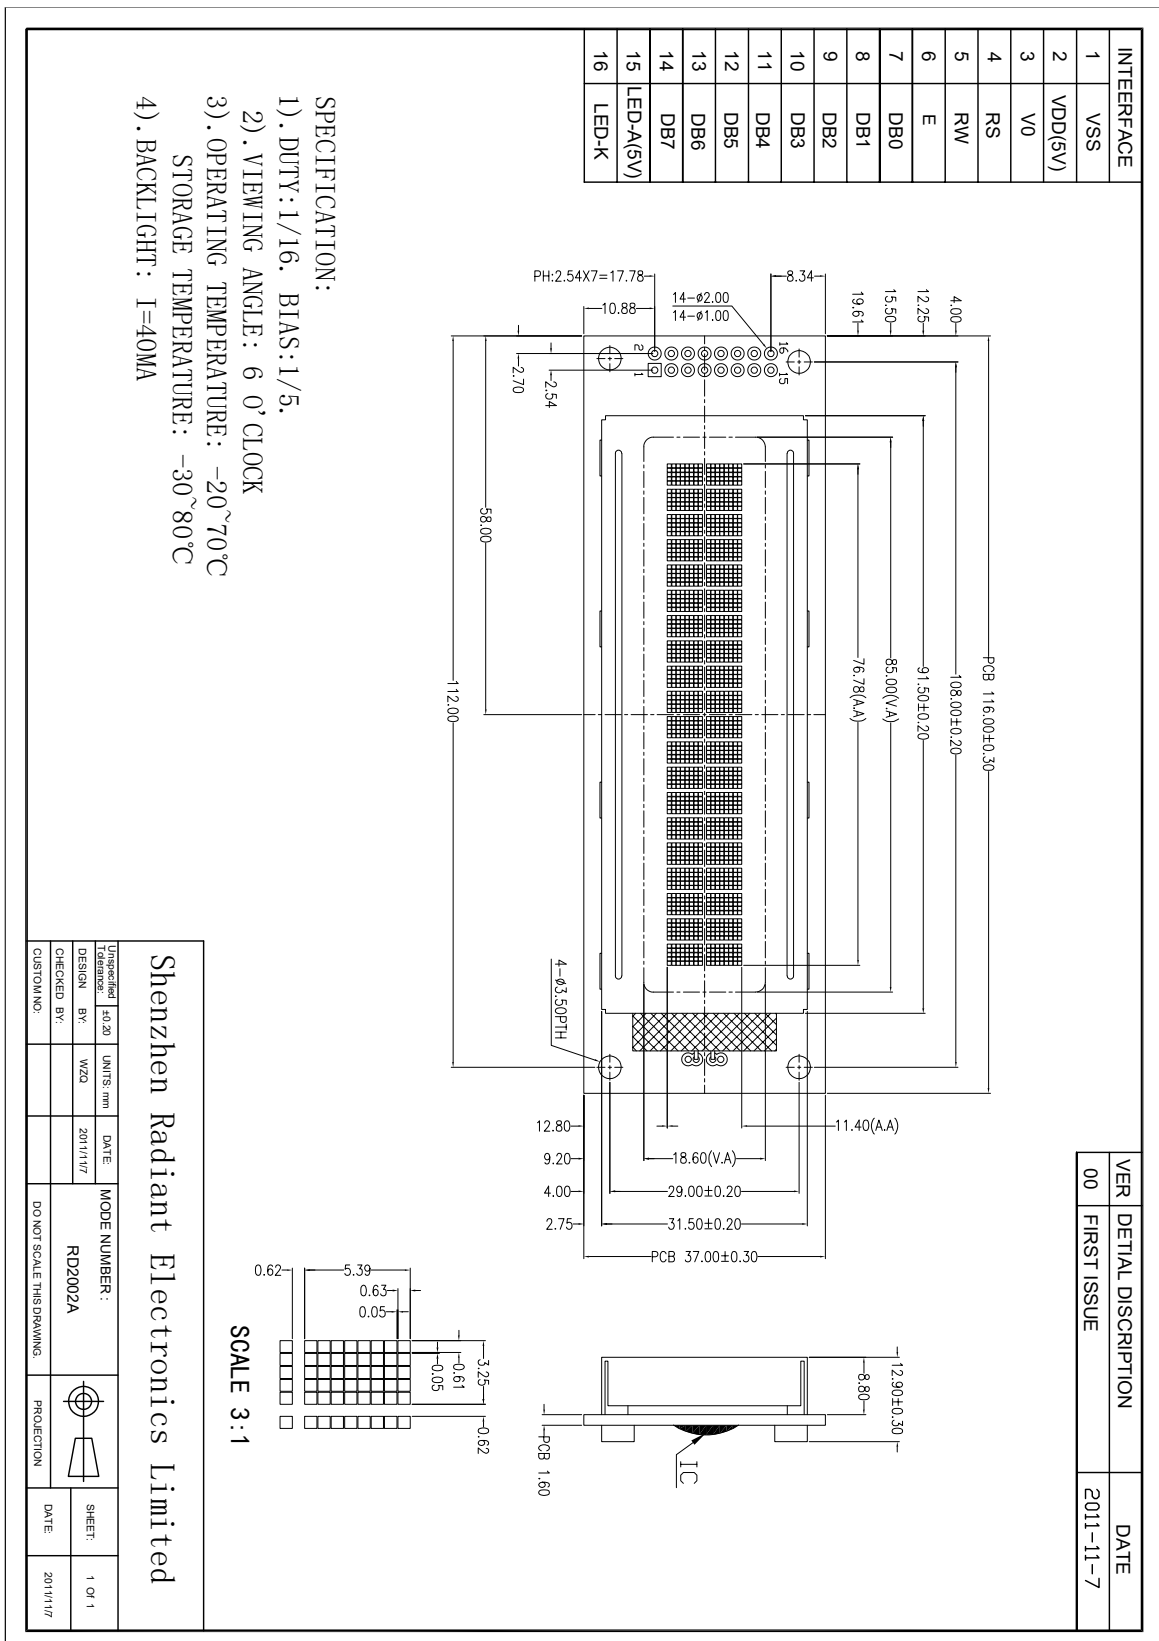 INTEERFACE
1 VSS
2 VDD(5V)
3 V0
4 RS
5 RW
6 E
7 DB0
8 DB1
9 DB2
10 DB3
11 DB4
12 DB5
13 DB6
14 DB7
15 LED-A(5V)
16 LED-K
VER DETIAL DISCRIPTION DATE
00 FIRST ISSUE 2011-11-7
PCB 116.00±0.30
4.00 108.00±0.20
12.25 91.50±0.20
15.50 85.00(V.A)
19.61 76.78(A.A)
8.34
14-ø2.00
14-ø1.00
PH:2.54X7=17.78
10.88
16
15
2
1
2.54
2.70
58.00
112.00
4-ø3.50PTH
11.40(A.A)
12.80
18.60(V.A)
9.20
29.00±0.20
4.00
31.50±0.20
2.75
PCB 37.00±0.30
12.90±0.30
8.80
IC
PCB 1.60
3.25
0.61
0.05
0.62
5.39
0.63
0.05
0.62
SCALE 3:1
SPECIFICATION:
1).DUTY:1/16. BIAS:1/5.
2).VIEWING ANGLE: 6 O'CLOCK
3).OPERATING TEMPERATURE: -20~70℃
STORAGE TEMPERATURE: -30~80℃
4).BACKLIGHT: I=40MA
Shenzhen Radiant Electronics Limited
Unspecified
Tolerance: ±0.20 UNITS: mm DATE:
DESIGN BY: WZQ 2011/11/7
CHECKED BY:
CUSTOM NO:
MODE NUMBER :
RD2002A
DO NOT SCALE THIS DRAWING.
PROJECTION
SHEET: 1 Of 1
DATE: 2011/11/7